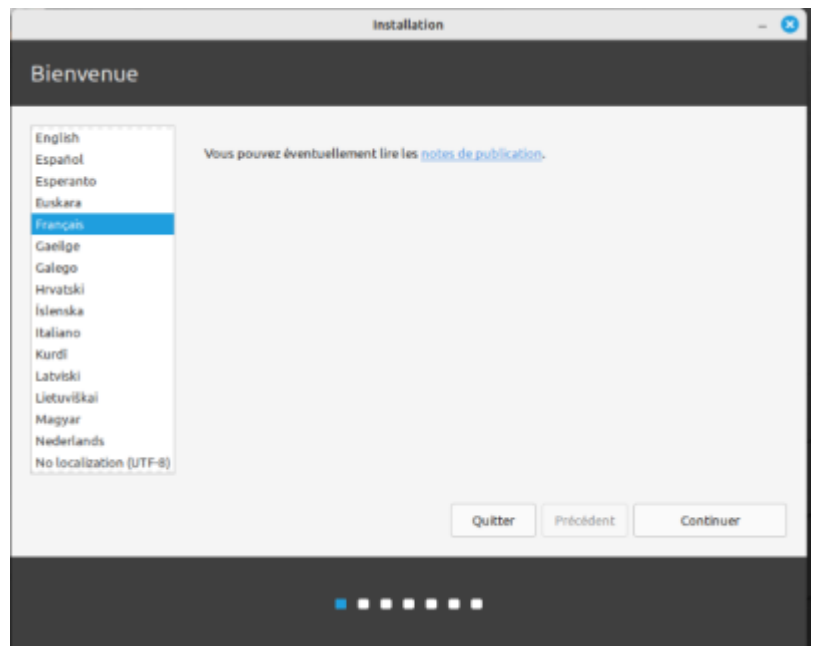 Installation
Bienvenue
English
Español
Esperanto
Euskara
Français
Gaeilge
Galego
Hrvatski
Íslenska
Italiano
Kurdî
Latviski
Lietuviškai
Magyar
Nederlands
No localization (UTF-8)
Vous pouvez éventuellement lire les notes de publication.
Quitter
Précédent
Continuer